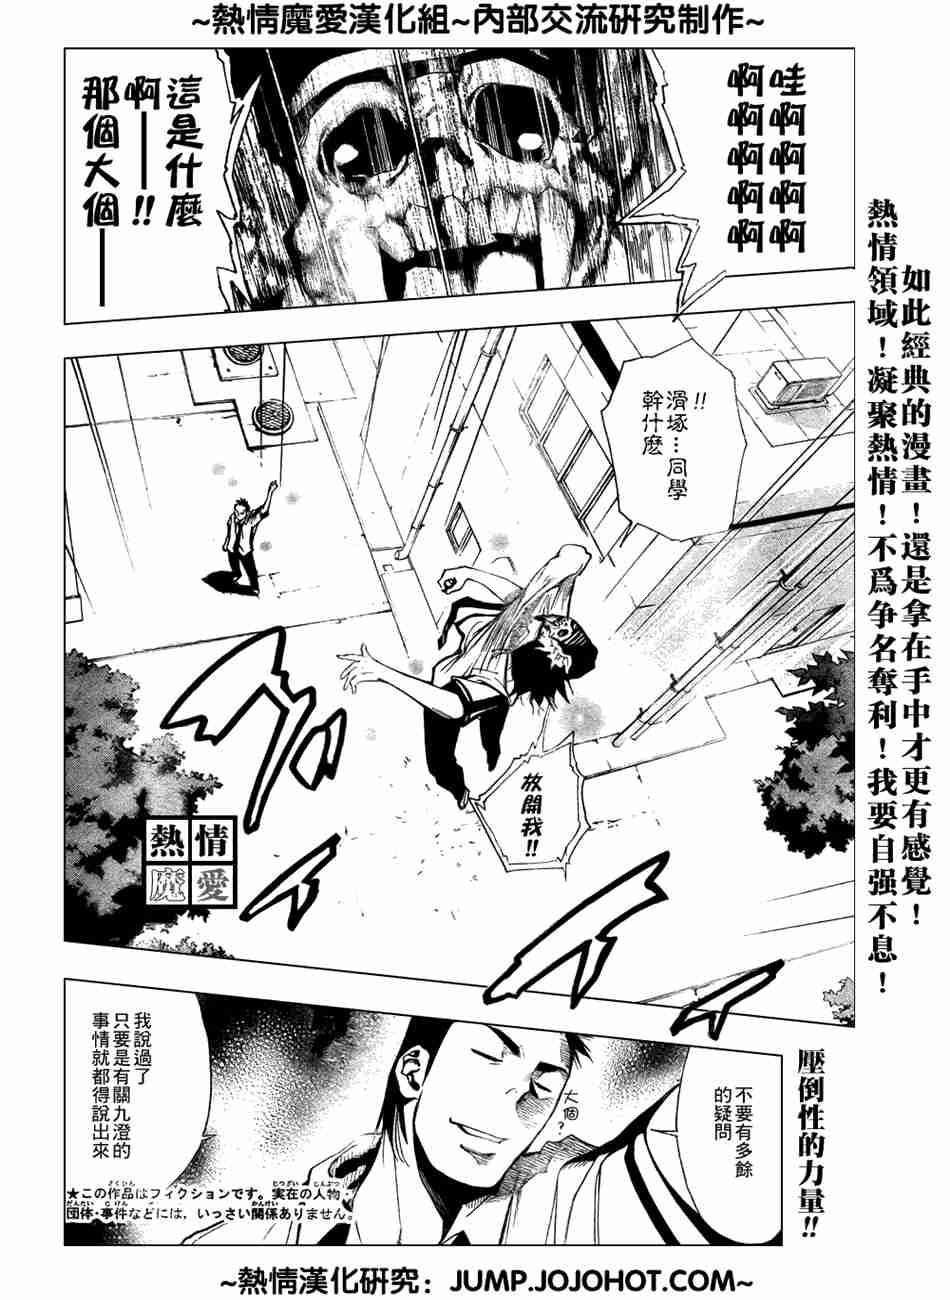 ~熱情魔愛漢化組~內部交流研究制作~
哇啊啊啊啊
啊啊啊啊啊
這是什麼
啊——!!
那個大個——
如此經典的漫畫！還是拿在手中才更有感覺！
熱情領域！凝聚熱情！不爲争名奪利！我要自强不息！
!!
滑塚…同學
幹什麽
放開我!!
熱情
魔愛
壓倒性的力量!!
不要有多餘
的疑問
大個?
我說過了
只要是有關九澄的
事情就都得說出來
★この作品はフィクションです。実在の人物・
団体・事件などには、いっさい関係ありません。
~熱情漢化研究：JUMP.JOJOHOT.COM~